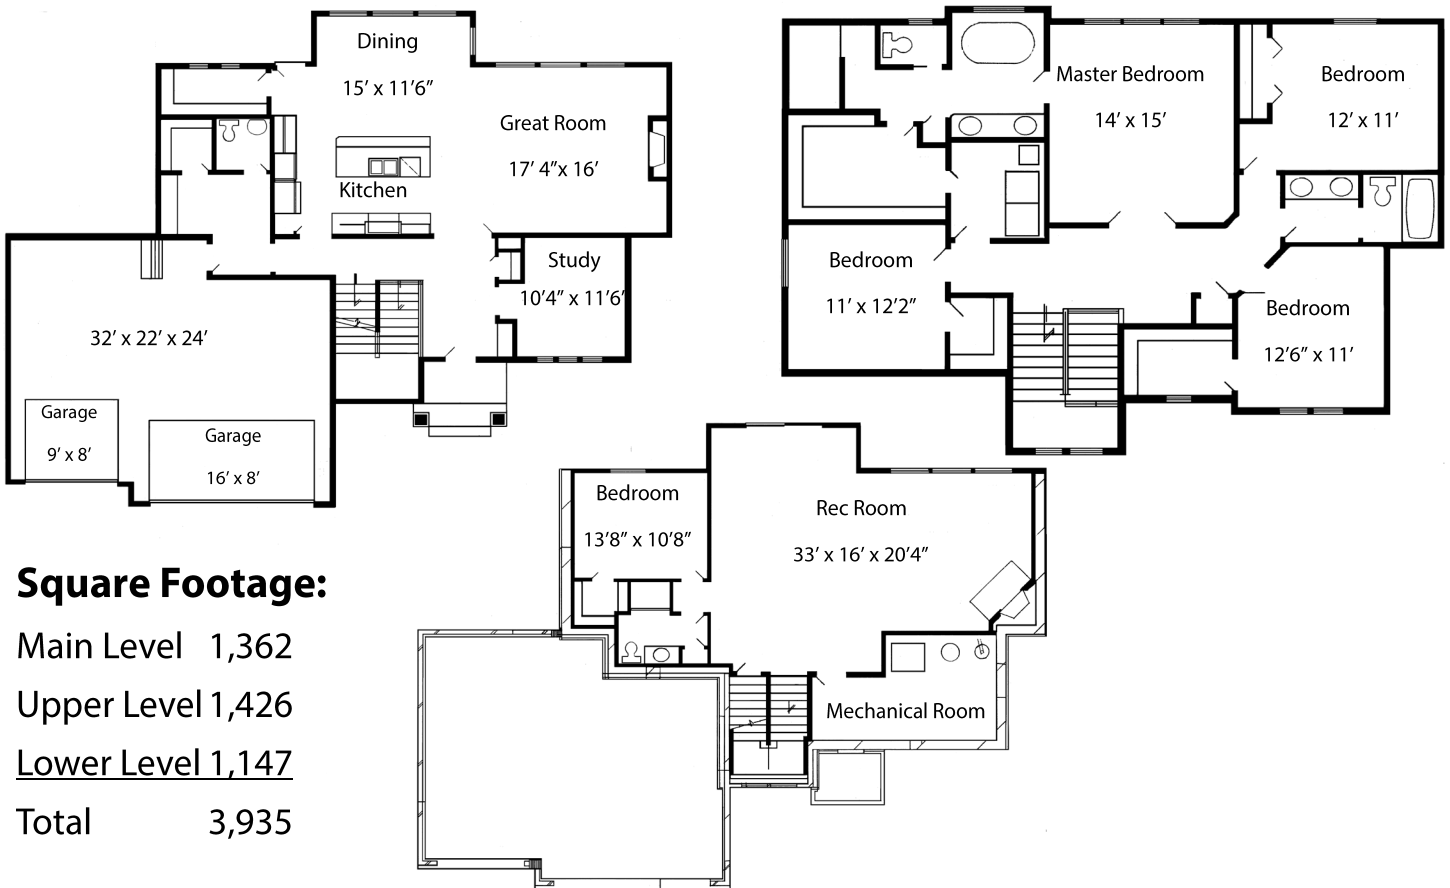 Dining
15’ x 11’6”
Great Room
17’ 4”x 16’
Kitchen
Study
10’4” x 11’6’
32’ x 22’ x 24’
Garage
9’ x 8’
Garage
16’ x 8’
Master Bedroom
14’ x 15’
Bedroom
12’ x 11’
Bedroom
11’ x 12’2”
Bedroom
12’6” x 11’
Bedroom
13’8” x 10’8”
Rec Room
33’ x 16’ x 20’4”
Mechanical Room
Square Footage:
Main Level 1,362
Upper Level 1,426
Lower Level 1,147
Total 3,935